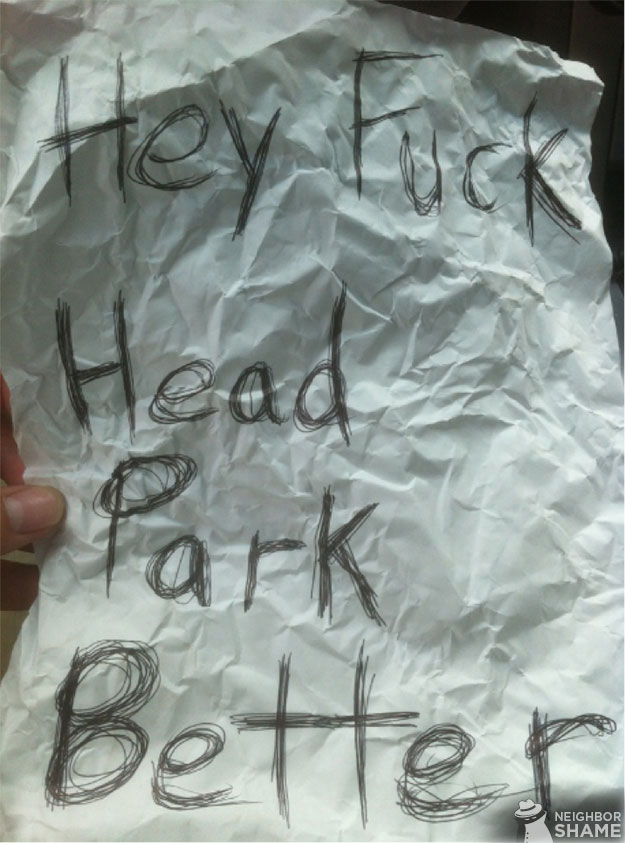 Hey Fuck
Head
Park
Better
NEIGHBOR
SHAME